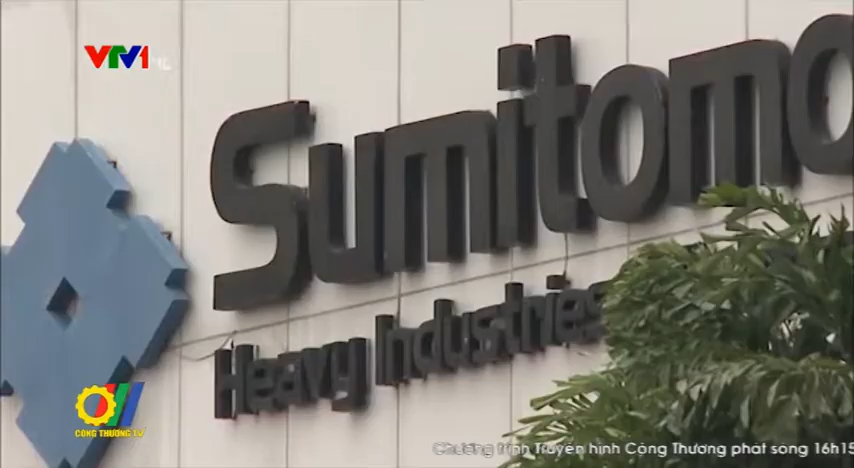 VTV1
Sumitomo
Heavy Industries
CÔNG THƯƠNG TV
Chương trình Truyền hình Công Thương phát sóng 16h15